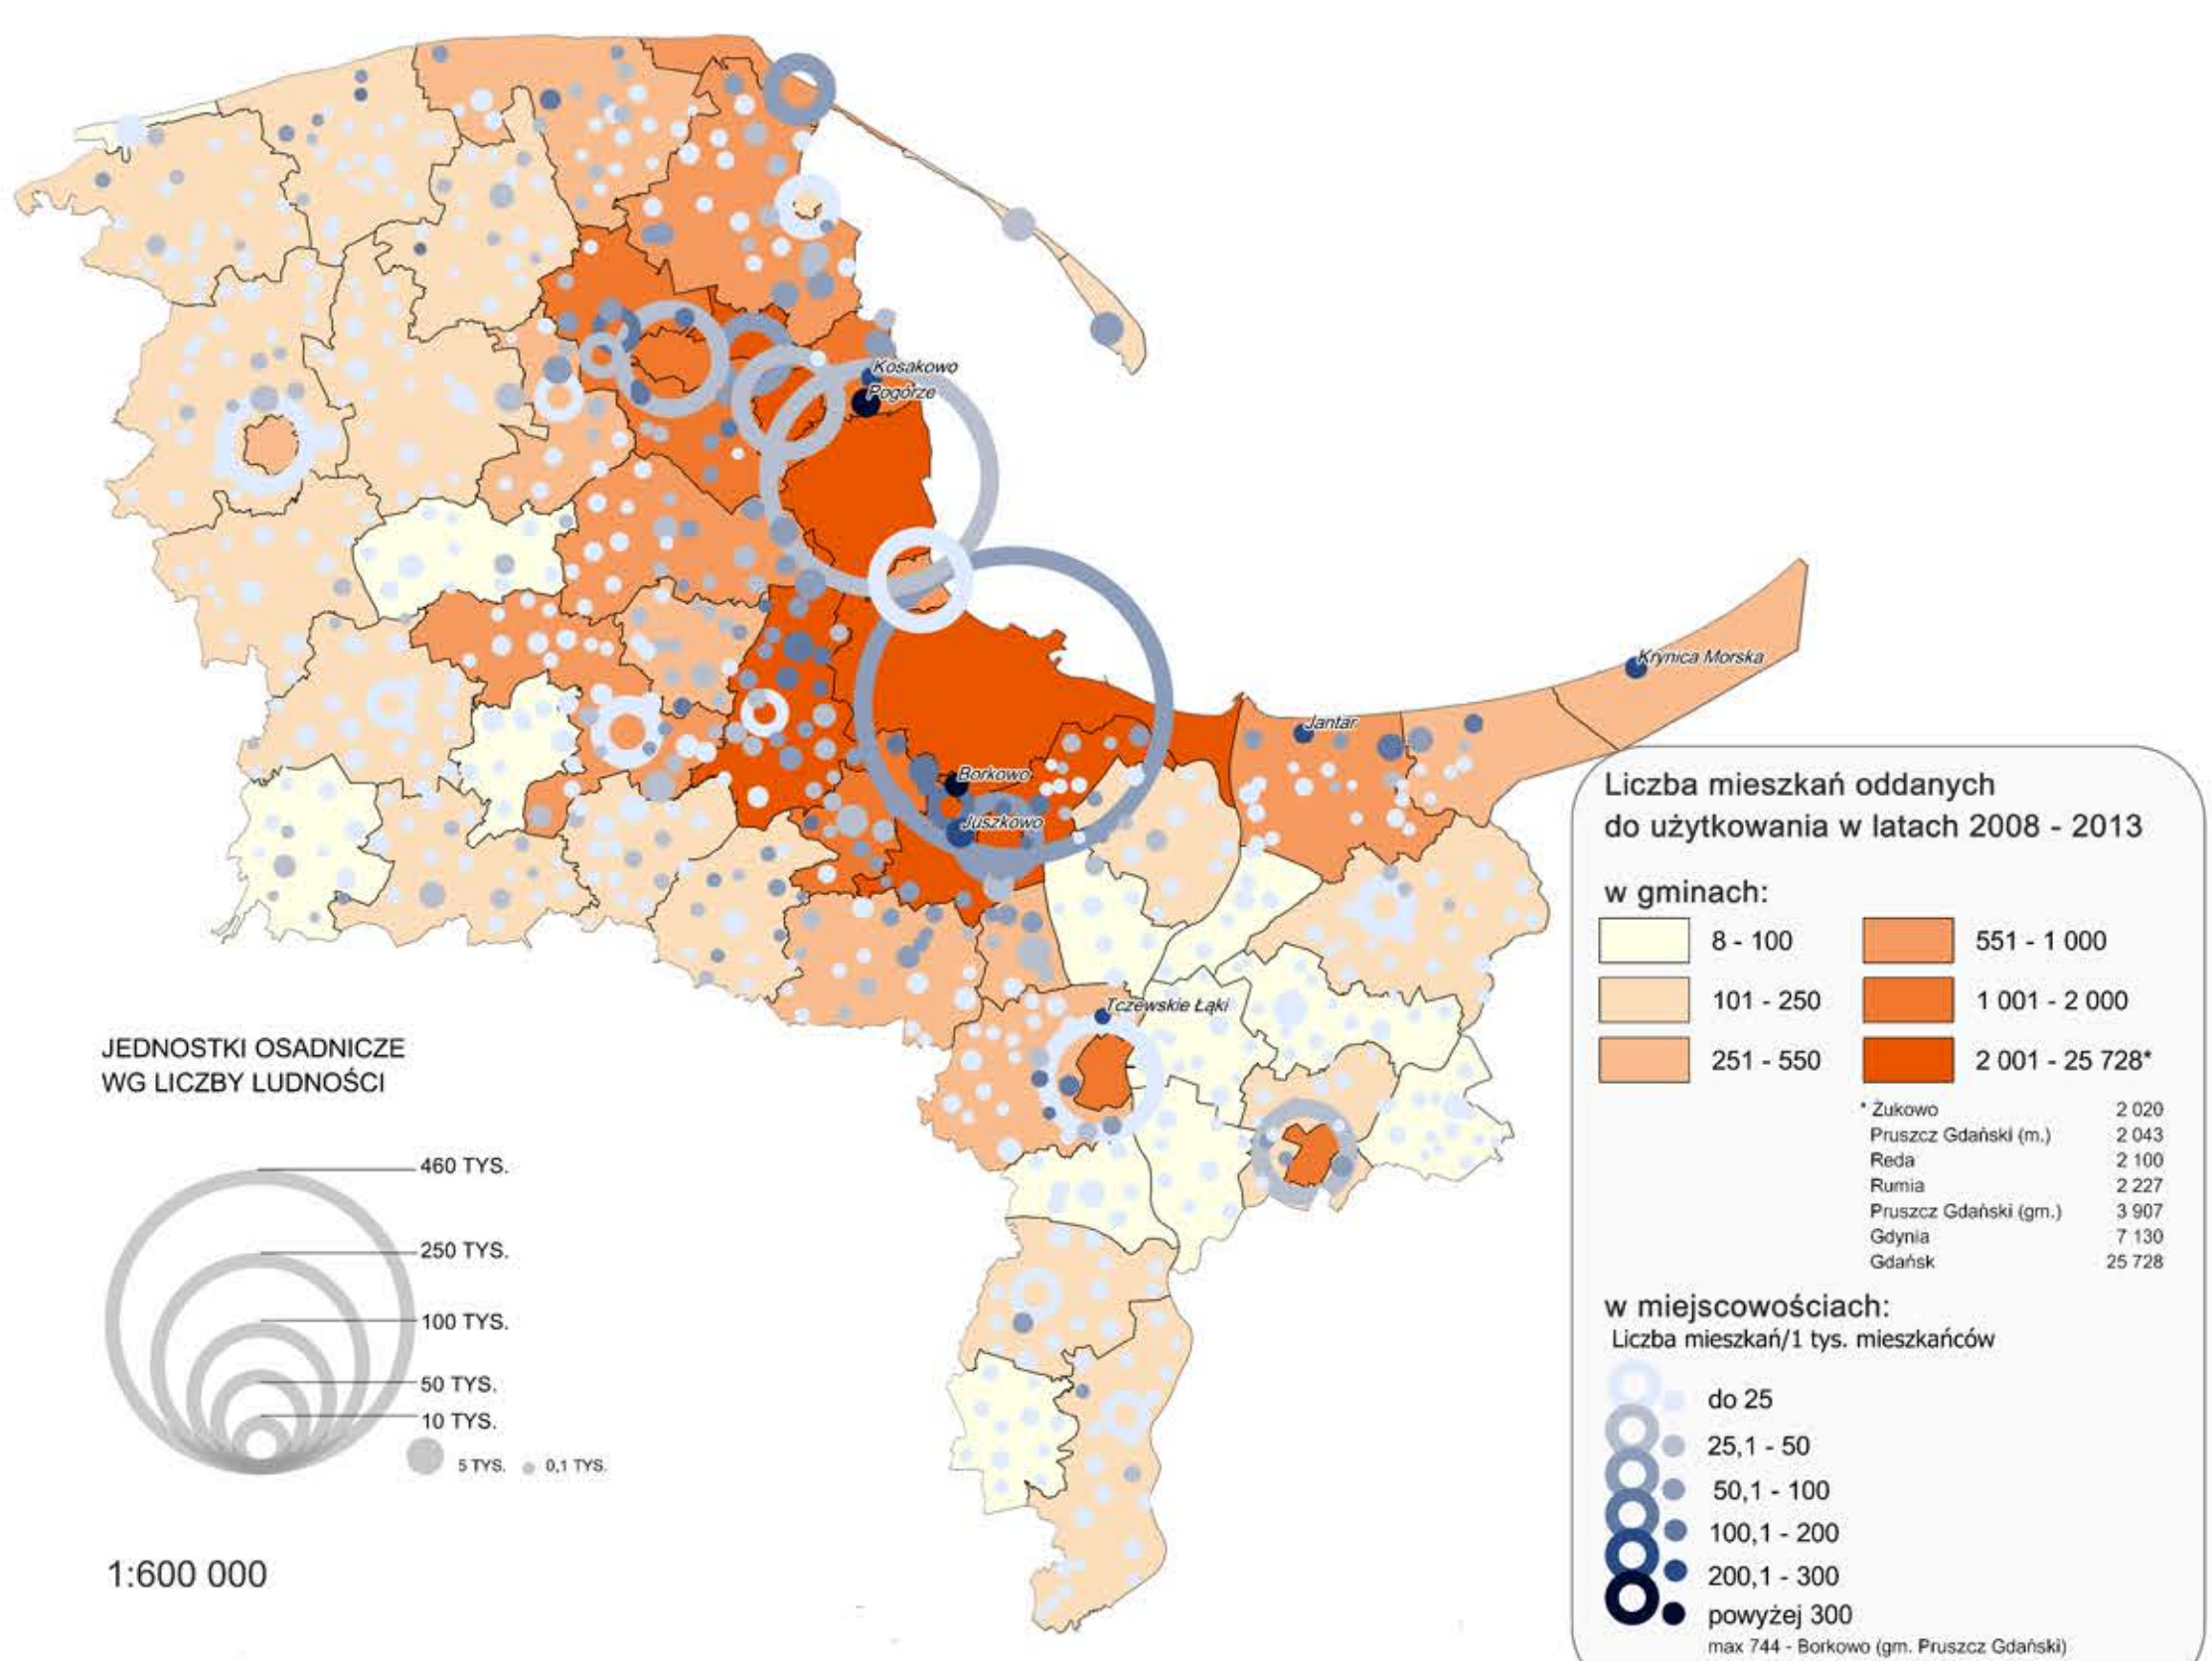 Kosakowo
Pogórze
Krynica Morska
Jantar
Borkowo
Juszkowo
Tczewskie Łąki
JEDNOSTKI OSADNICZE
WG LICZBY LUDNOŚCI
460 TYS.
250 TYS.
100 TYS.
50 TYS.
10 TYS.
5 TYS. 0,1 TYS.
1:600 000
Liczba mieszkań oddanych
do użytkowania w latach 2008 - 2013
w gminach:
8 - 100 551 - 1 000
101 - 250 1 001 - 2 000
251 - 550 2 001 - 25 728*
* Żukowo 2 020
Pruszcz Gdański (m.) 2 043
Reda 2 100
Rumia 2 227
Pruszcz Gdański (gm.) 3 907
Gdynia 7 130
Gdańsk 25 728
w miejscowościach:
Liczba mieszkań/1 tys. mieszkańców
do 25
25,1 - 50
50,1 - 100
100,1 - 200
200,1 - 300
powyżej 300
max 744 - Borkowo (gm. Pruszcz Gdański)